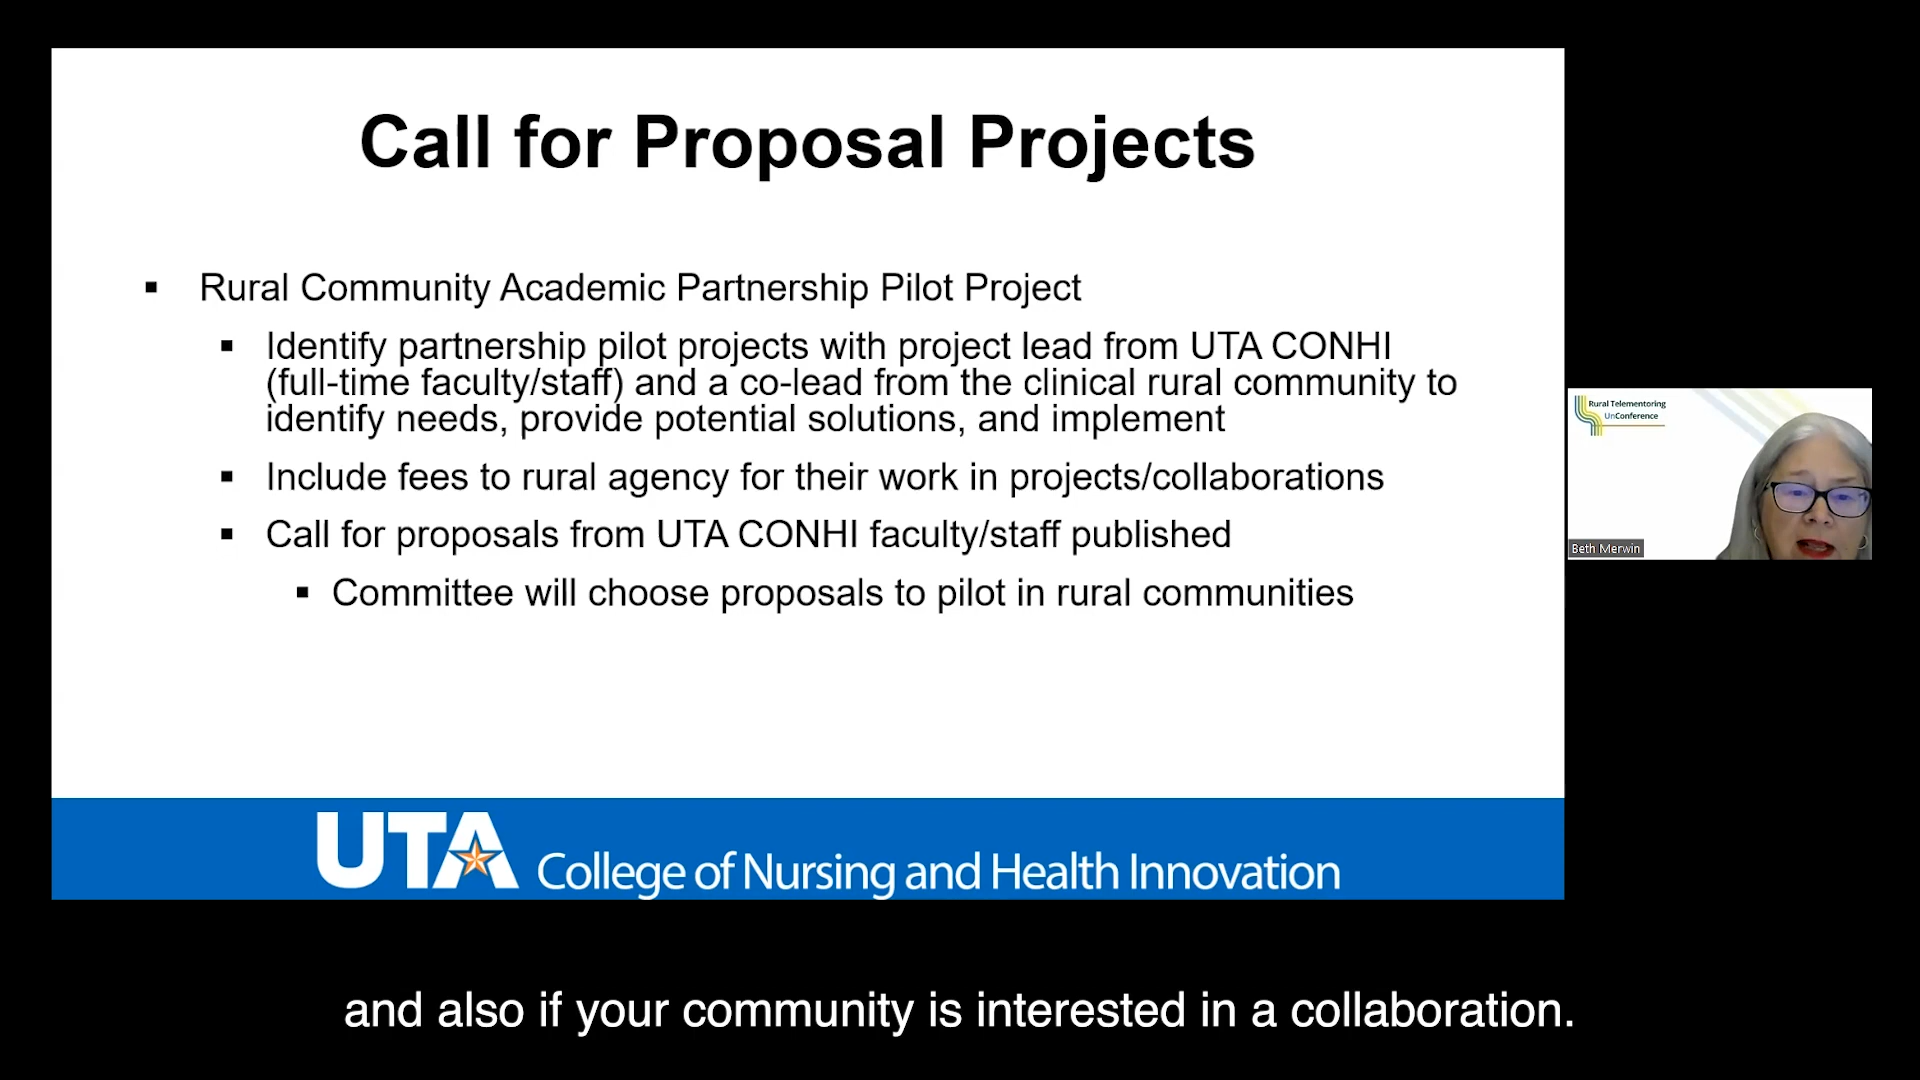 Call for Proposal Projects
▪ Rural Community Academic Partnership Pilot Project
▪ Identify partnership pilot projects with project lead from UTA CONHI
(full-time faculty/staff) and a co-lead from the clinical rural community to
identify needs, provide potential solutions, and implement
▪ Include fees to rural agency for their work in projects/collaborations
▪ Call for proposals from UTA CONHI faculty/staff published
▪ Committee will choose proposals to pilot in rural communities
UTA College of Nursing and Health Innovation
Rural Telementoring
UnConference
Beth Merwin
and also if your community is interested in a collaboration.